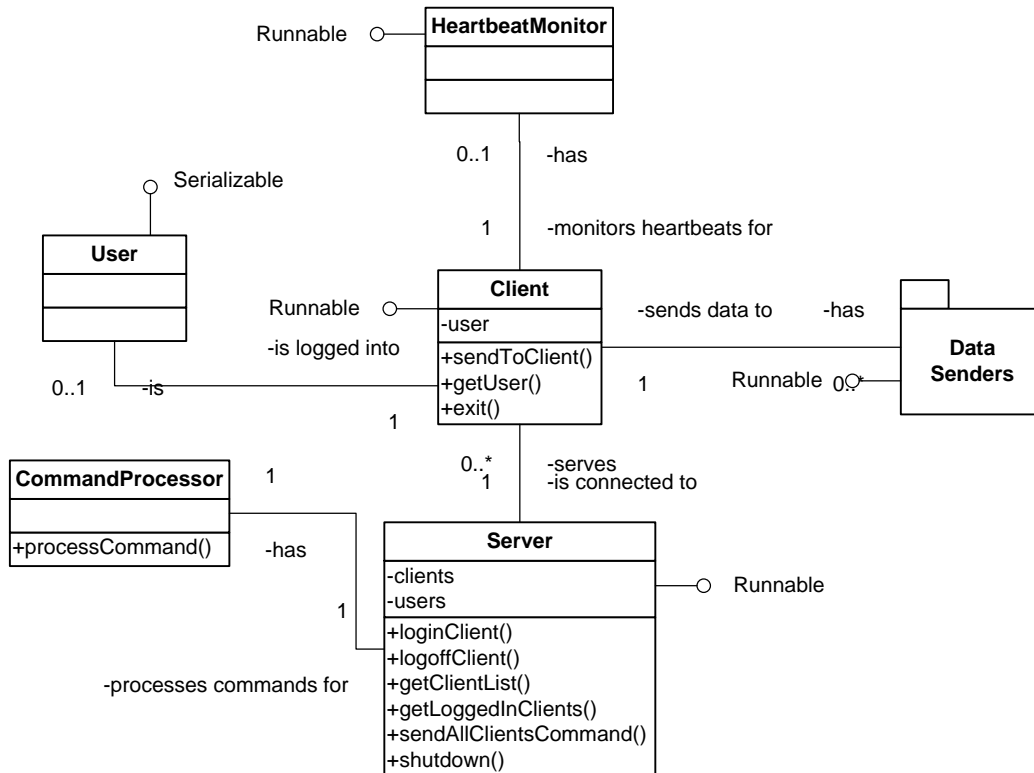 HeartbeatMonitor
Runnable
0..1 -has
Serializable
1 -monitors heartbeats for
User
Client
Runnable
-user
-sends data to -has
-is logged into
+sendToClient()
+getUser()
+exit()
Data
Senders
0..1 -is
1
Runnable 0..*
1
0..* -serves
1 -is connected to
CommandProcessor
1
+processCommand()
-has
Server
-clients
-users
Runnable
1
+loginClient()
+logoffClient()
+getClientList()
+getLoggedInClients()
+sendAllClientsCommand()
+shutdown()
-processes commands for